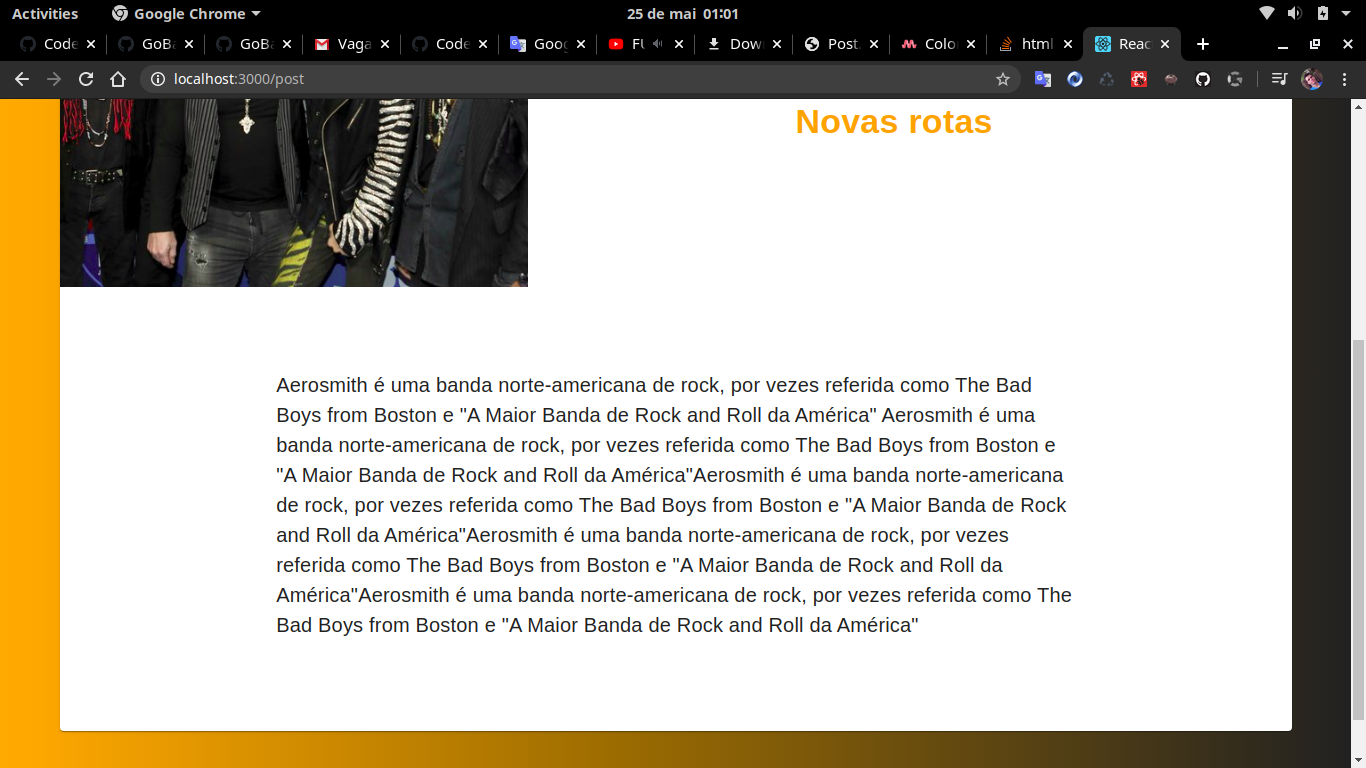 Activities
Google Chrome
25 de mai 01:01
Code
GoBa
GoBa
Vaga
Code
Goog
FU
Down
Post.
Color
html
Reac
localhost:3000/post
Novas rotas
Aerosmith é uma banda norte-americana de rock, por vezes referida como The Bad
Boys from Boston e "A Maior Banda de Rock and Roll da América" Aerosmith é uma
banda norte-americana de rock, por vezes referida como The Bad Boys from Boston e
"A Maior Banda de Rock and Roll da América"Aerosmith é uma banda norte-americana
de rock, por vezes referida como The Bad Boys from Boston e "A Maior Banda de Rock
and Roll da América"Aerosmith é uma banda norte-americana de rock, por vezes
referida como The Bad Boys from Boston e "A Maior Banda de Rock and Roll da
América"Aerosmith é uma banda norte-americana de rock, por vezes referida como The
Bad Boys from Boston e "A Maior Banda de Rock and Roll da América"